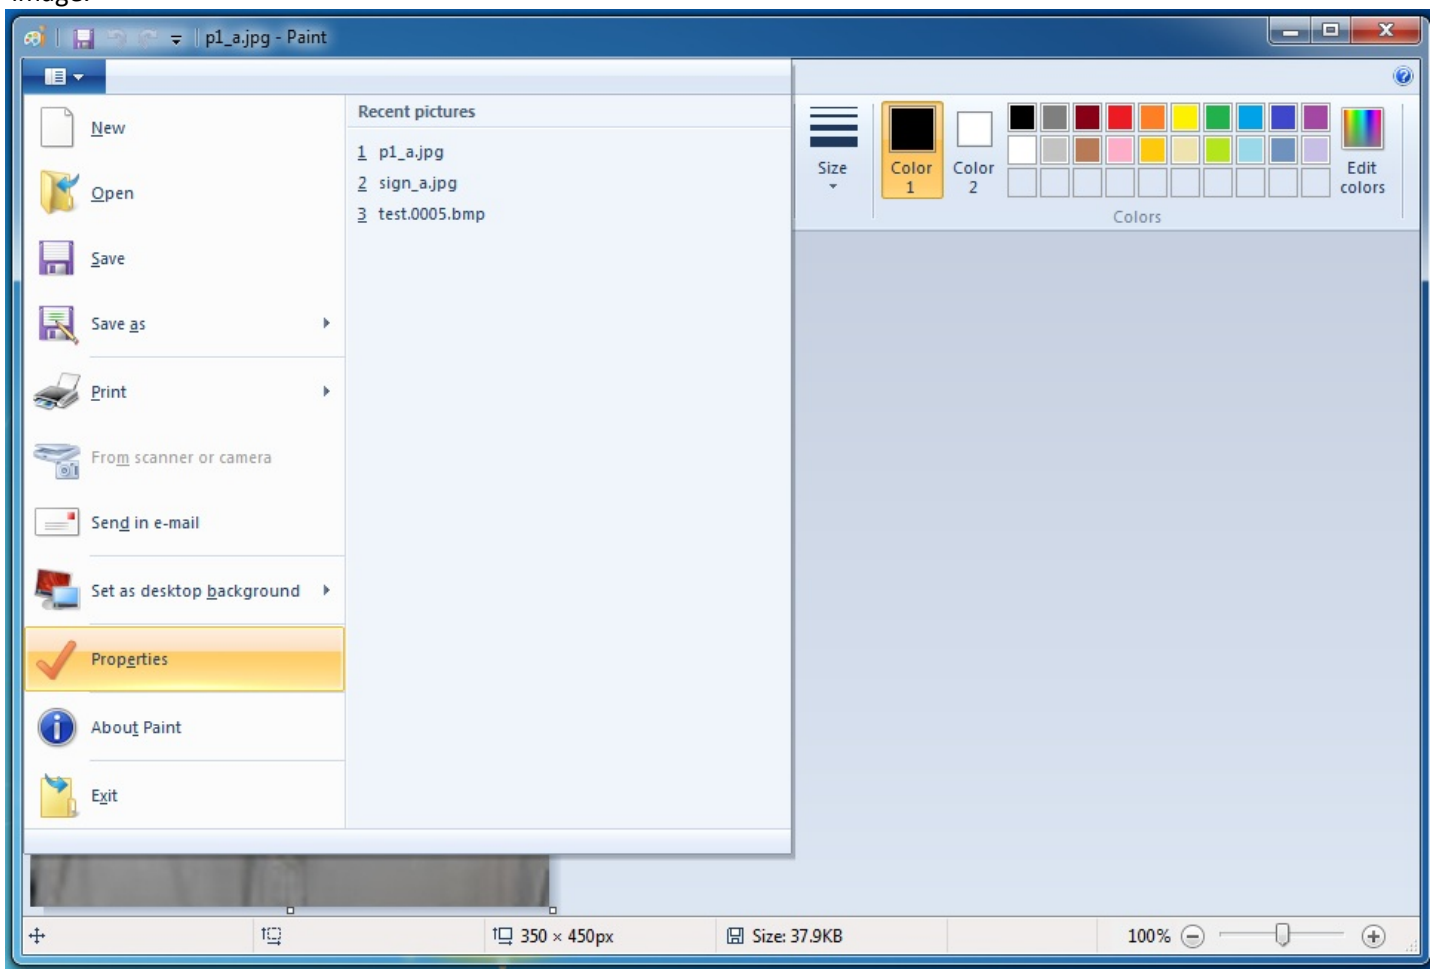 image.
p1_a.jpg - Paint
New
Open
Save
Save as
Print
From scanner or camera
Send in e-mail
Set as desktop background
Properties
About Paint
Exit
Recent pictures
1 p1_a.jpg
2 sign_a.jpg
3 test.0005.bmp
Size
Color 1
Color 2
Edit colors
Colors
350 × 450px
Size: 37.9KB
100%